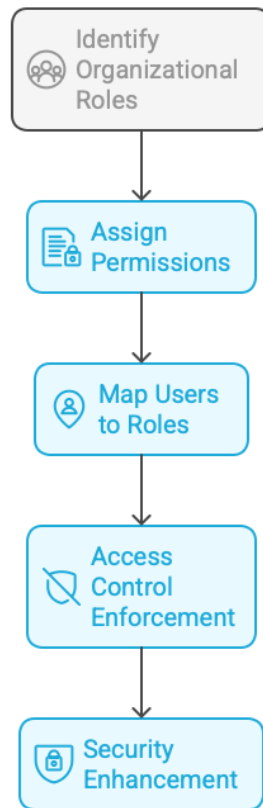 Identify
Organizational
Roles
Assign
Permissions
Map Users
to Roles
Access
Control
Enforcement
Security
Enhancement